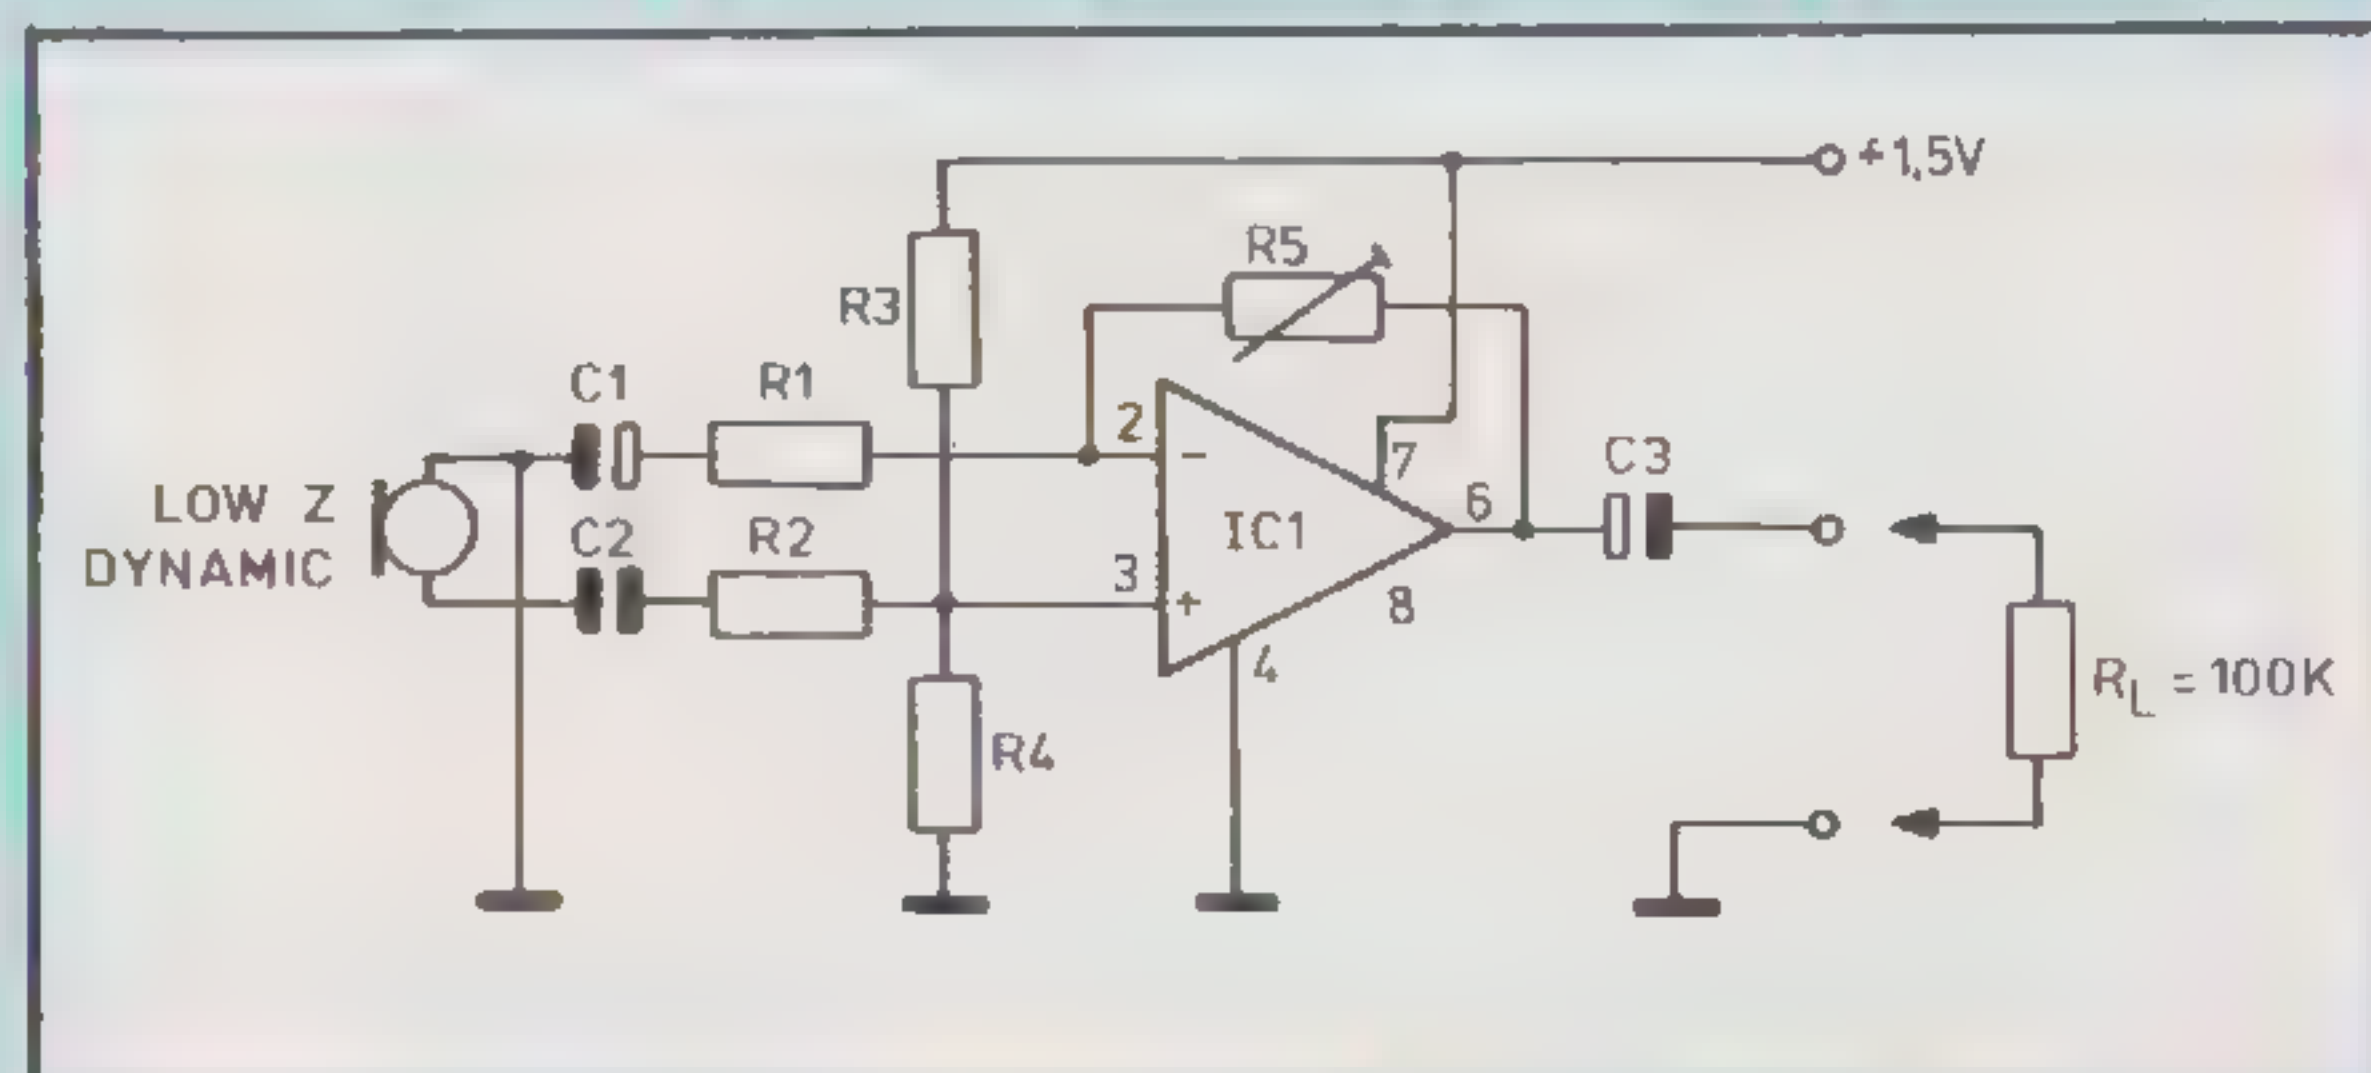 +1,5V
R5
R3
C1
R1
2
−
7
C3
LOW Z
DYNAMIC
C2
R2
6
IC1
3
+
8
4
R4
RL = 100K